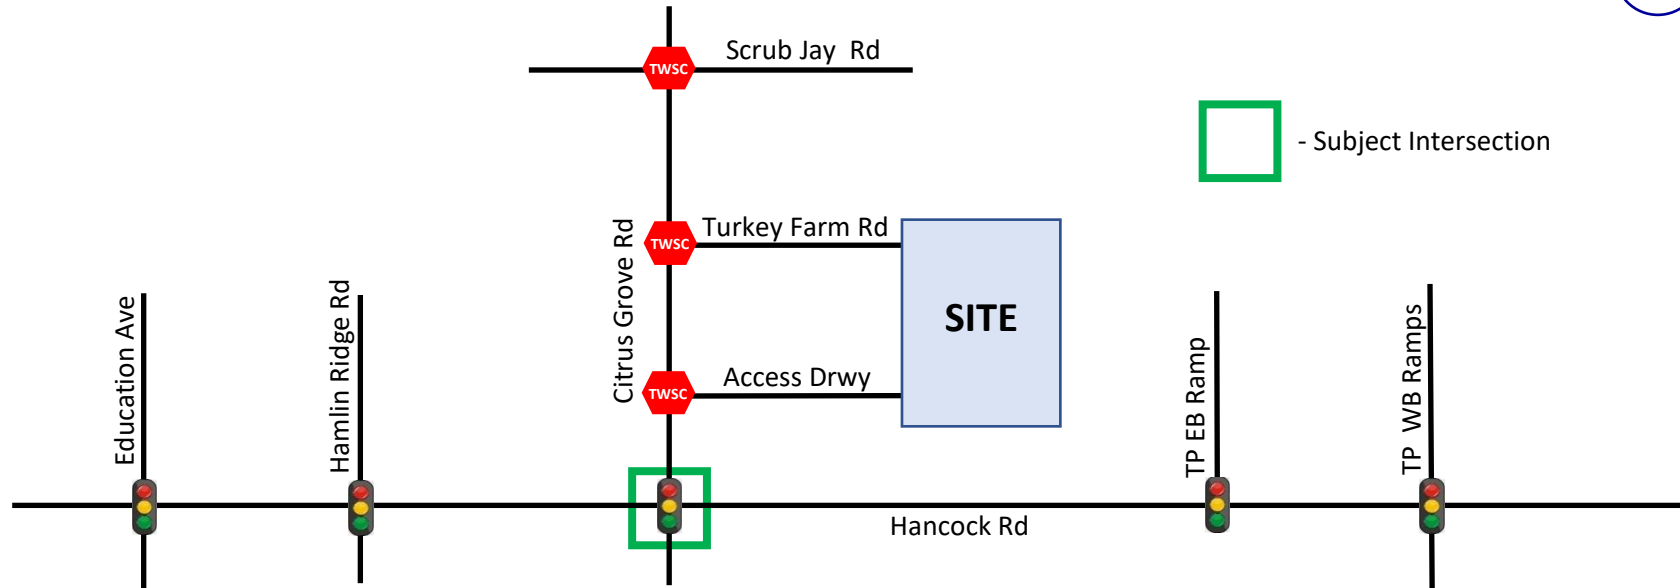 Scrub Jay  Rd
TWSC
- Subject Intersection
Turkey Farm Rd
TWSC
Citrus Grove Rd
SITE
Access Drwy
TWSC
Education Ave
Hamlin Ridge Rd
TP EB Ramp
TP  WB Ramps
Hancock Rd